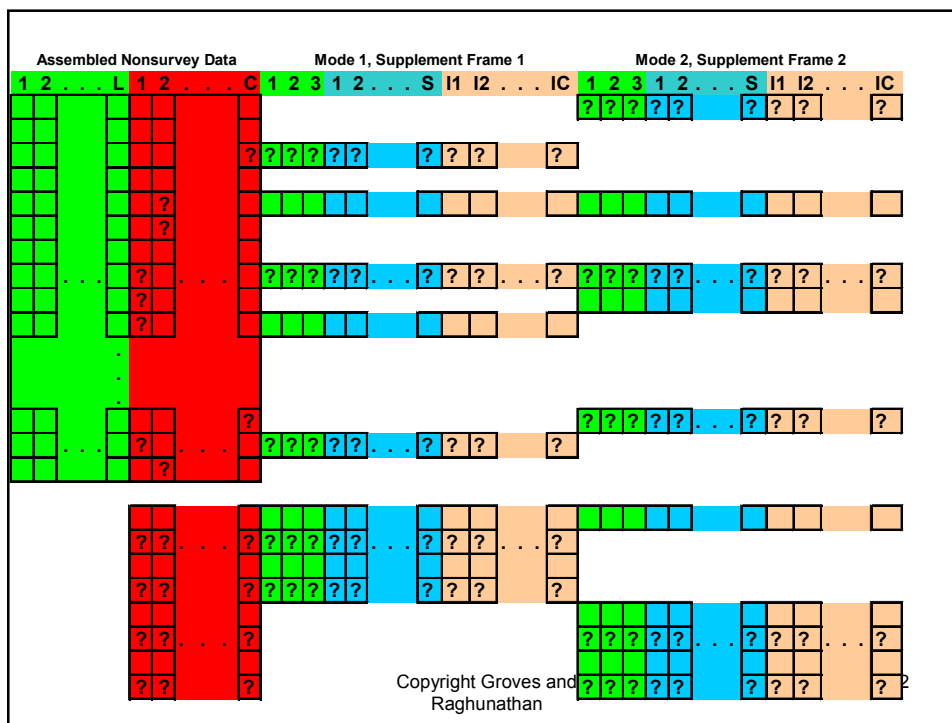 Assembled Nonsurvey Data Mode 1, Supplement Frame 1 Mode 2, Supplement Frame 2
1 2 . . . L 1 2 . . . C 1 2 3 1 2 . . . S I1 I2 . . . IC 1 2 3 1 2 . . . S I1 I2 . . . IC
? ? ? ? ? ? ? ? ?
? ? ? ? ? ? ? ? ? ?
?
?
. . . ? . . . ? ? ? ? ? . . . ? ? ? . . . ? ? ? ? ? ? . . . ? ? ? . . . ?
?
?
.
.
.
? ? ? ? ? ? . . . ? ? ? . . . ?
. . . ? . . . ? ? ? ? ? . . . ? ? ? . . . ?
?
? ? . . . ? ? ? ? ? ? . . . ? ? ? . . . ?
? ? ? ? ? ? ? ? ? ? ? ?
? ? . . . ? ? ? ? ? ? . . . ? ? ? . . . ?
? ? ? ? ? ? ? ? ? ? ? ?
Copyright Groves and
Raghunathan
2